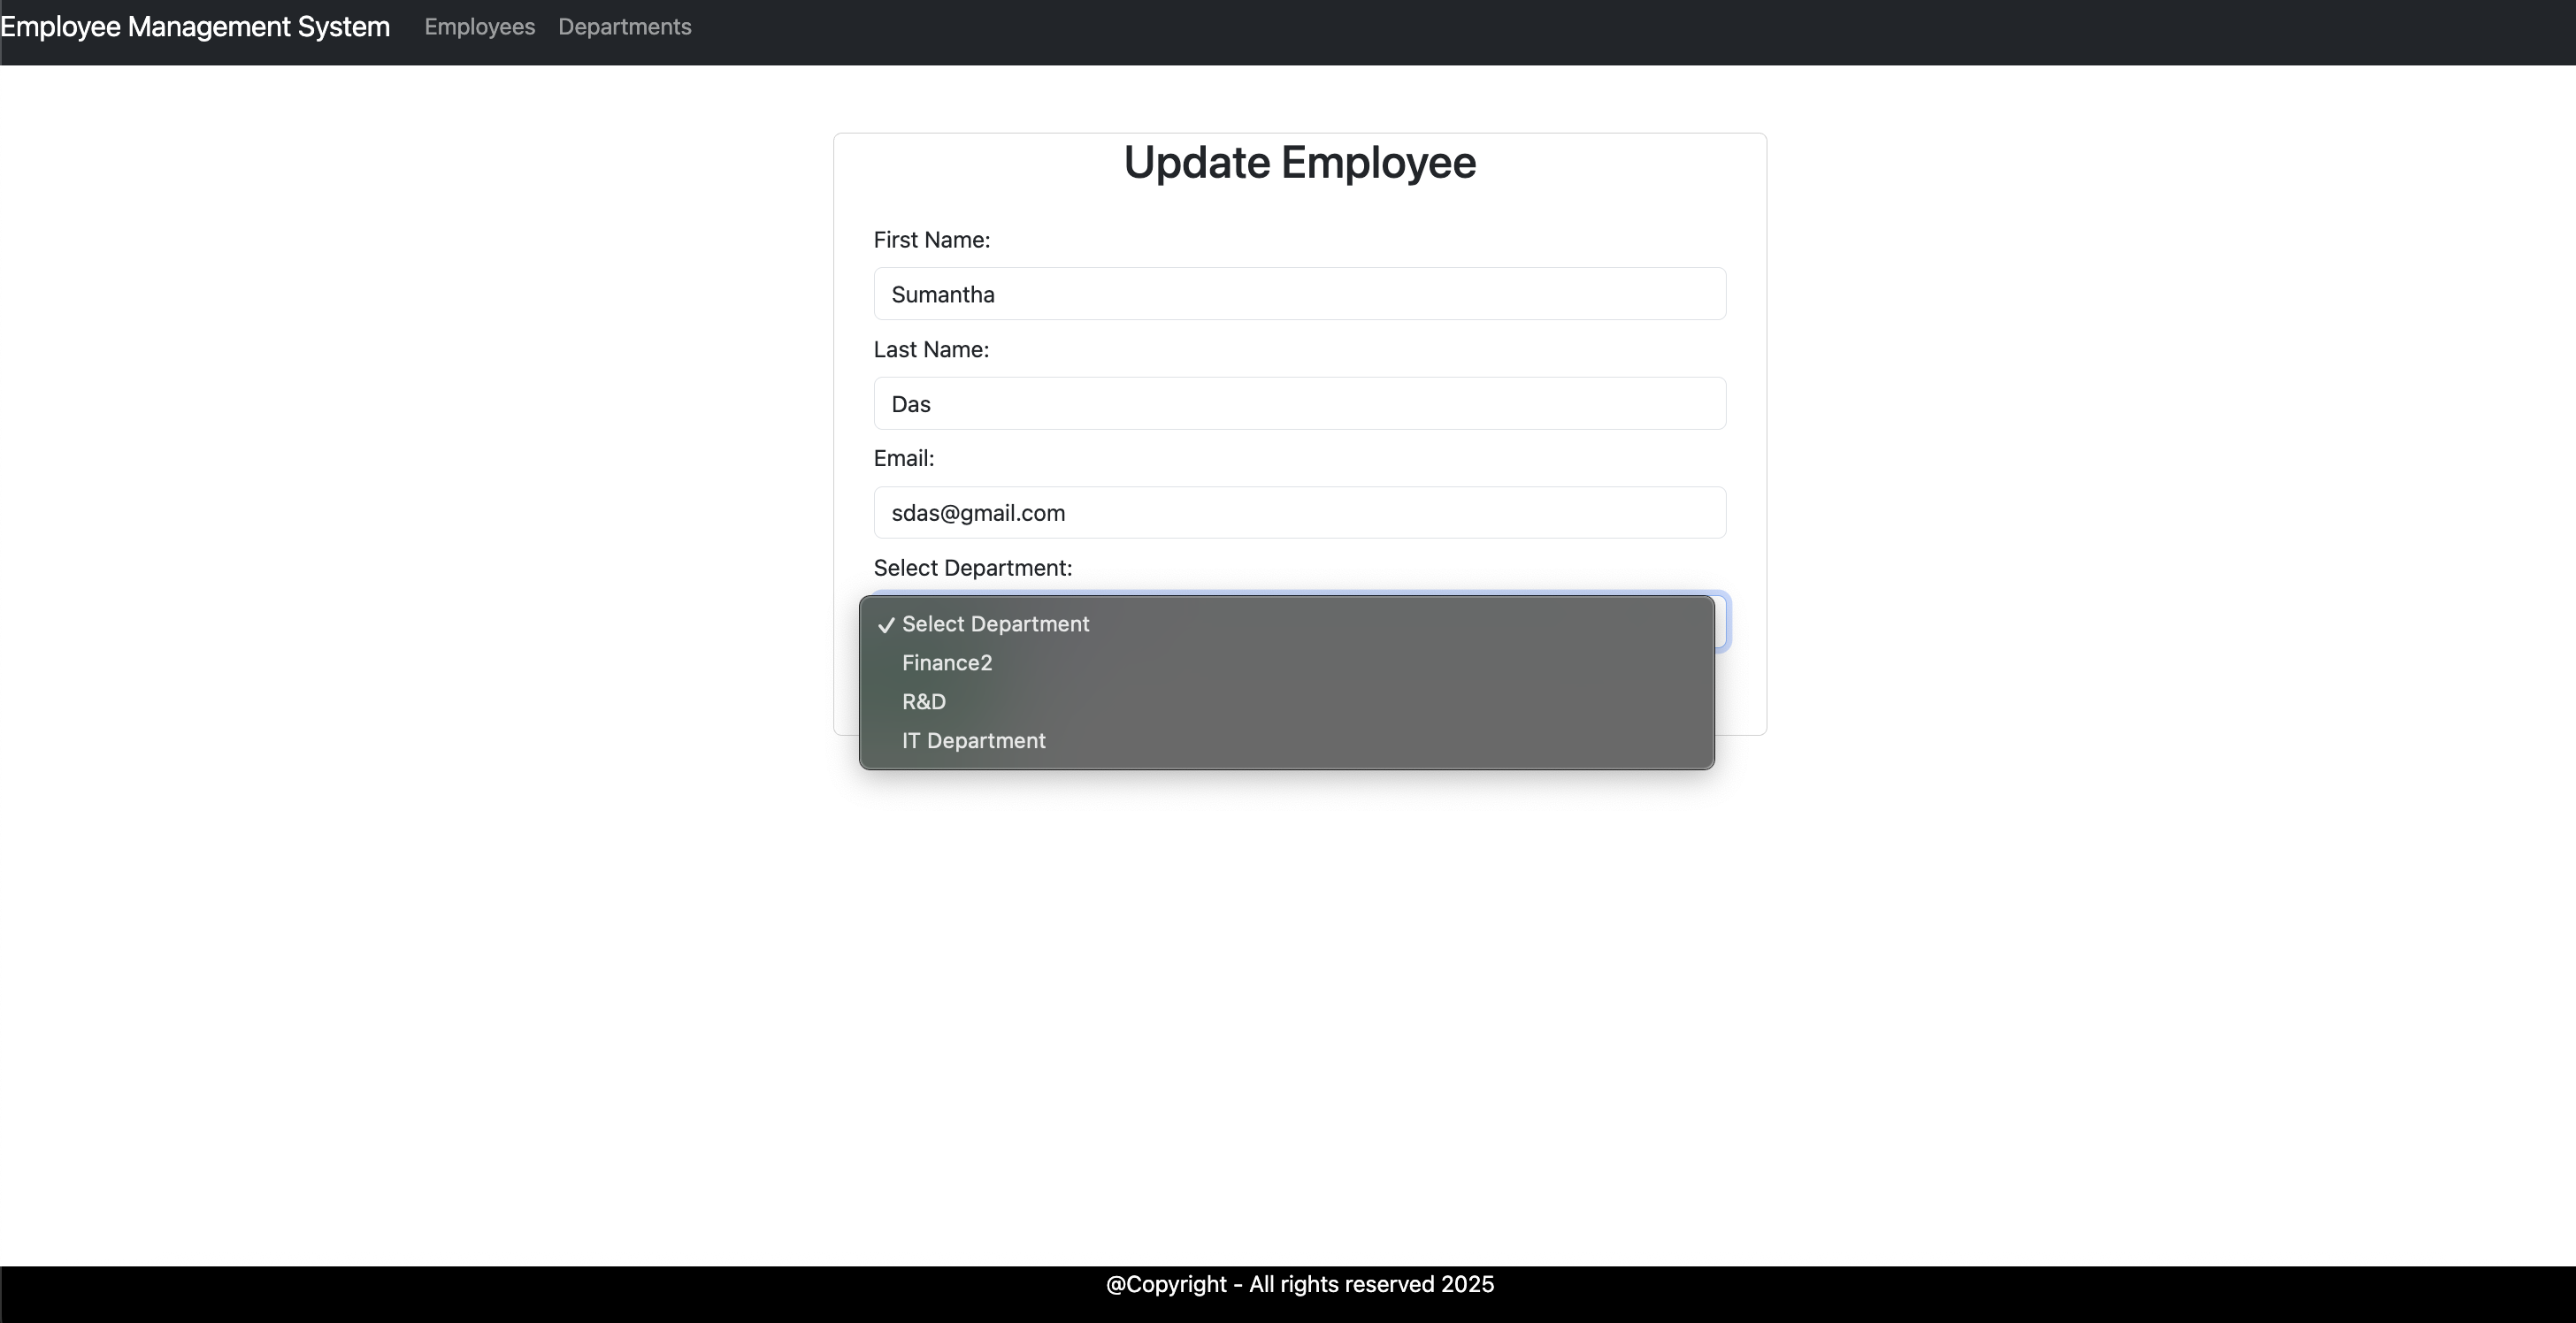 Employee Management System Employees Departments
Update Employee
First Name:
Sumantha
Last Name:
Das
Email:
sdas@gmail.com
Select Department:
✓ Select Department
Finance2
R&D
IT Department
@Copyright - All rights reserved 2025